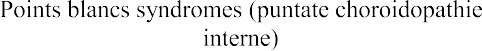 Points blancs syndromes (puntate choroidopathie
interne)